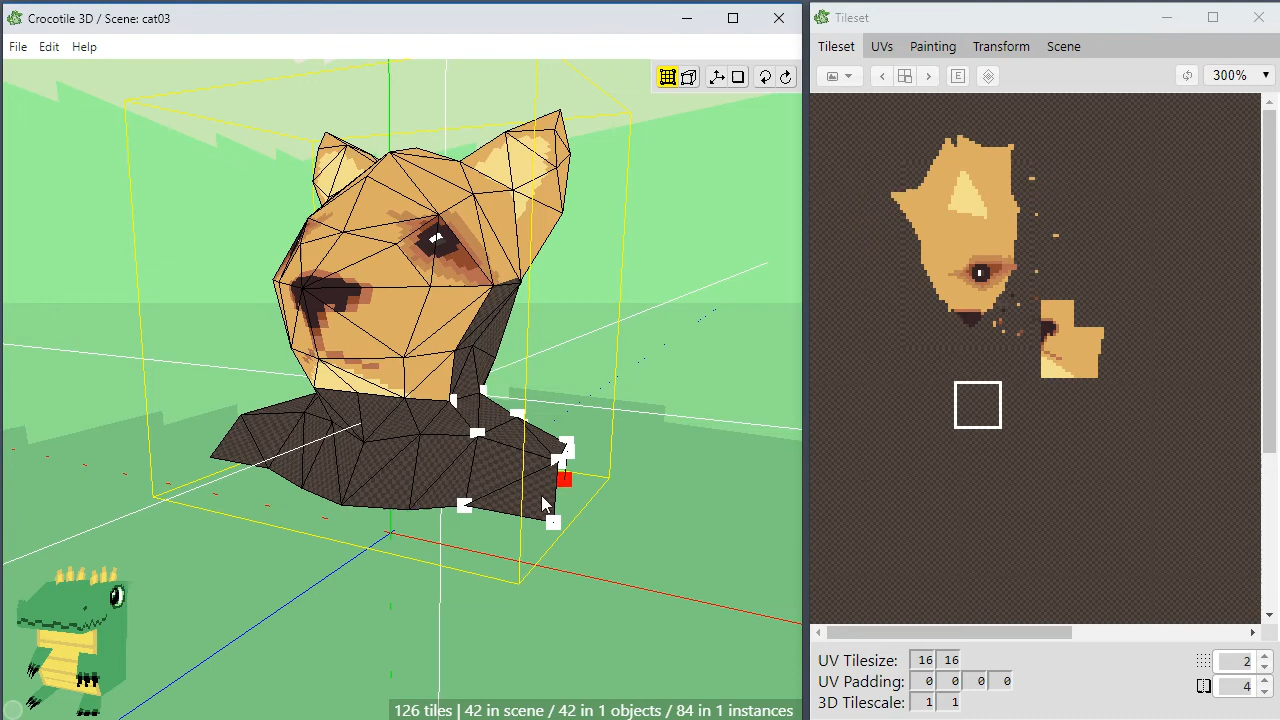 Crocotile 3D / Scene: cat03
File Edit Help
126 tiles | 42 in scene / 42 in 1 objects / 84 in 1 instances
Tileset
Tileset UVs Painting Transform Scene
E 300%
UV Tilesize: 16 16
UV Padding: 0 0 0 0
3D Tilescale: 1 1
2
4